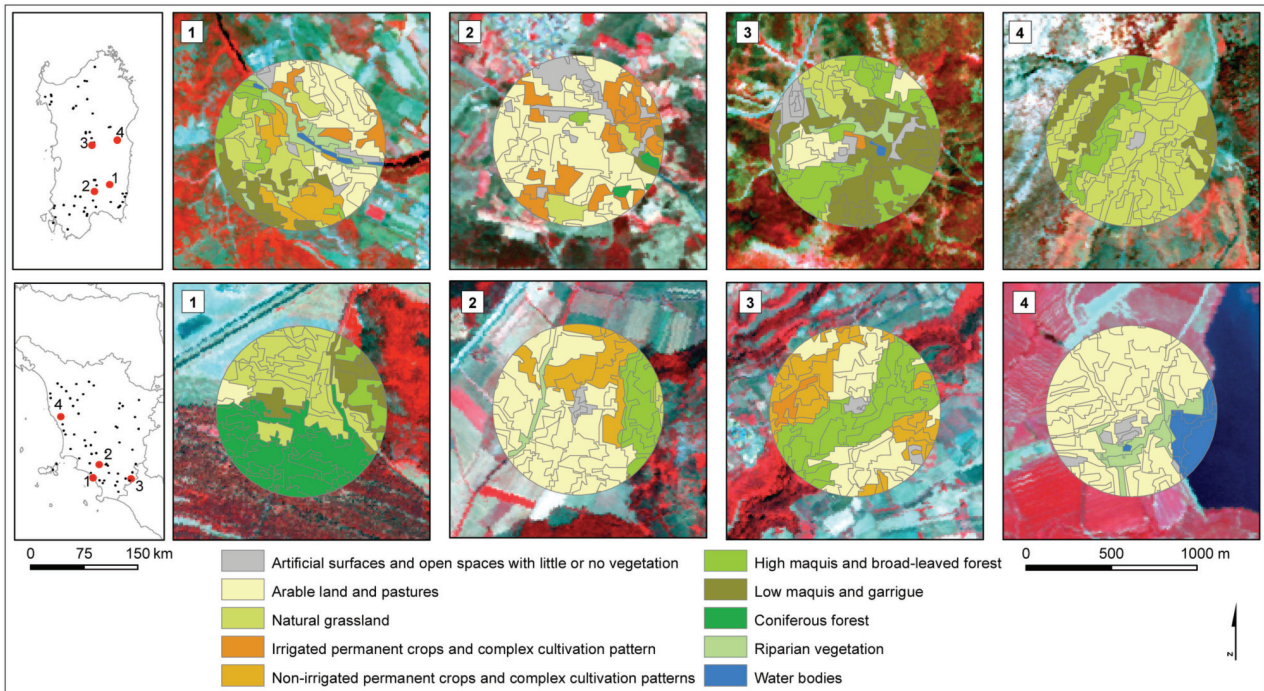 1
2
3
4
4
3
2
1
1
2
3
4
4
2
1
3
0 75 150 km
0 500 1000 m
Artificial surfaces and open spaces with little or no vegetation
Arable land and pastures
Natural grassland
Irrigated permanent crops and complex cultivation pattern
Non-irrigated permanent crops and complex cultivation patterns
High maquis and broad-leaved forest
Low maquis and garrigue
Coniferous forest
Riparian vegetation
Water bodies
N